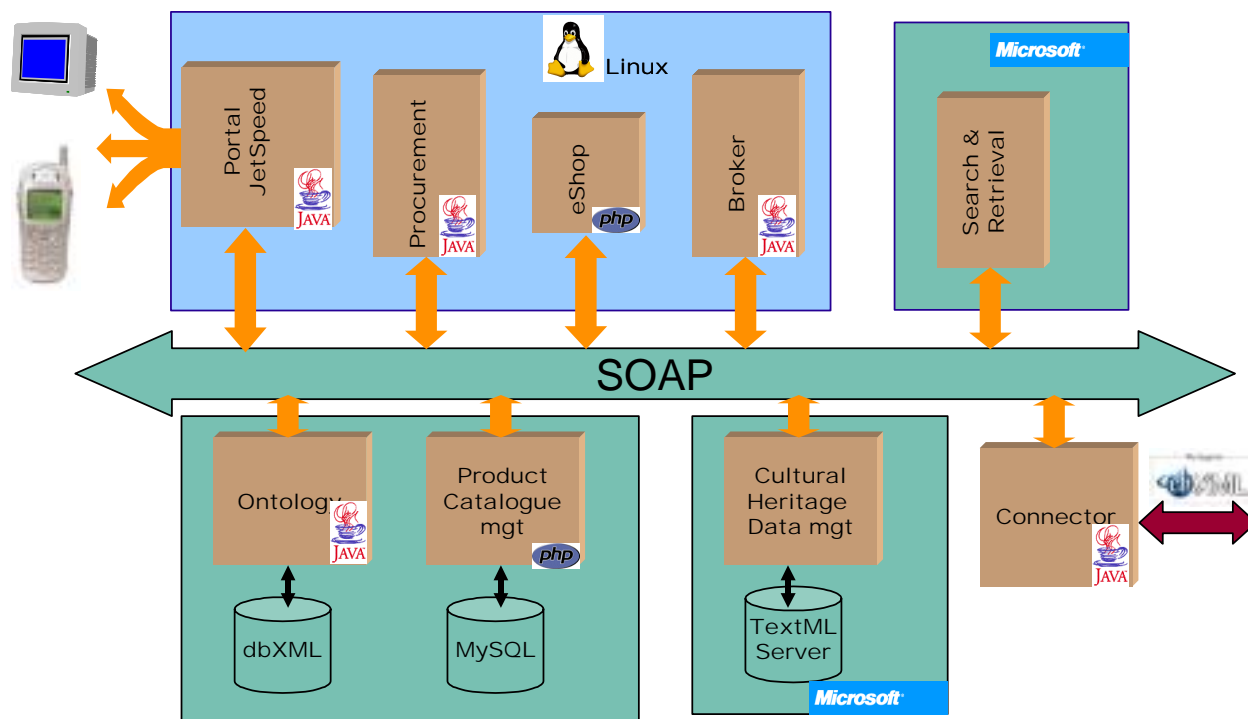 Microsoft
Linux
Portal
JetSpeed
JAVA
Procurement
JAVA
eShop
php
Broker
JAVA
Search &
Retrieval
SOAP
Ontology
JAVA
Product
Catalogue
mgt
php
Cultural
Heritage
Data mgt
Connector
JAVA
ebXML
dbXML
MySQL
TextML
Server
Microsoft